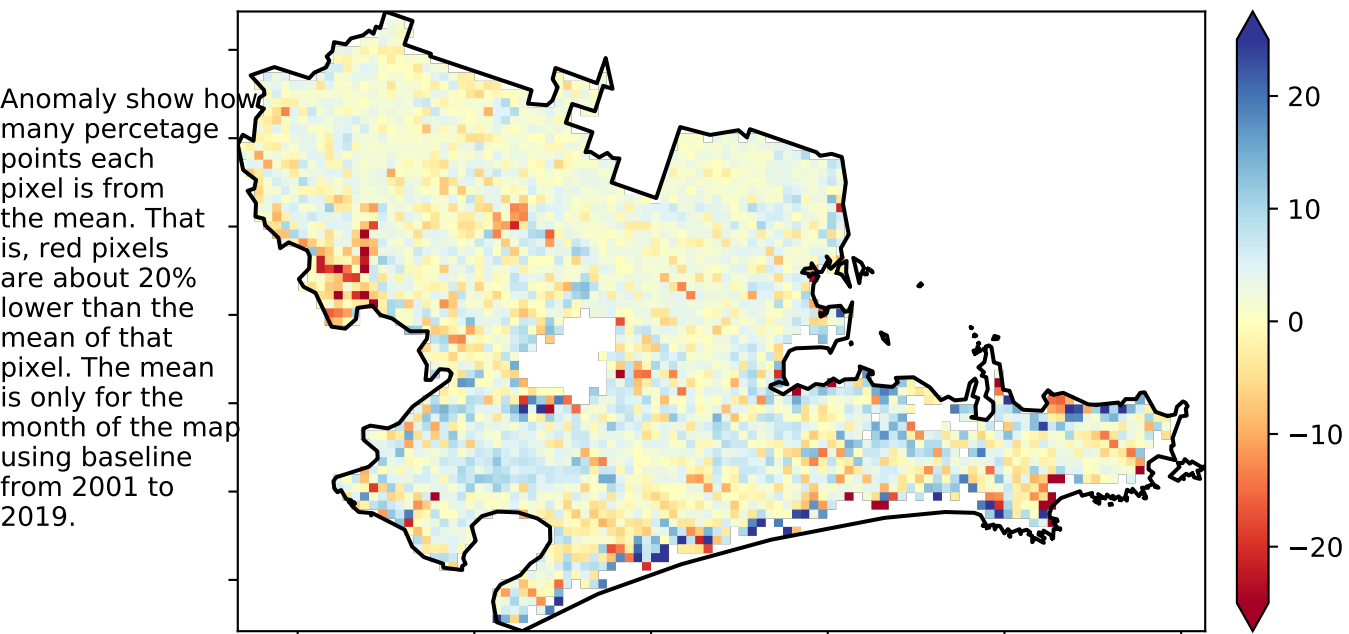 Anomaly show how
many percetage
points each
pixel is from
the mean. That
is, red pixels
are about 20%
lower than the
mean of that
pixel. The mean
is only for the
month of the map
using baseline
from 2001 to
2019.
20
10
0
−10
−20